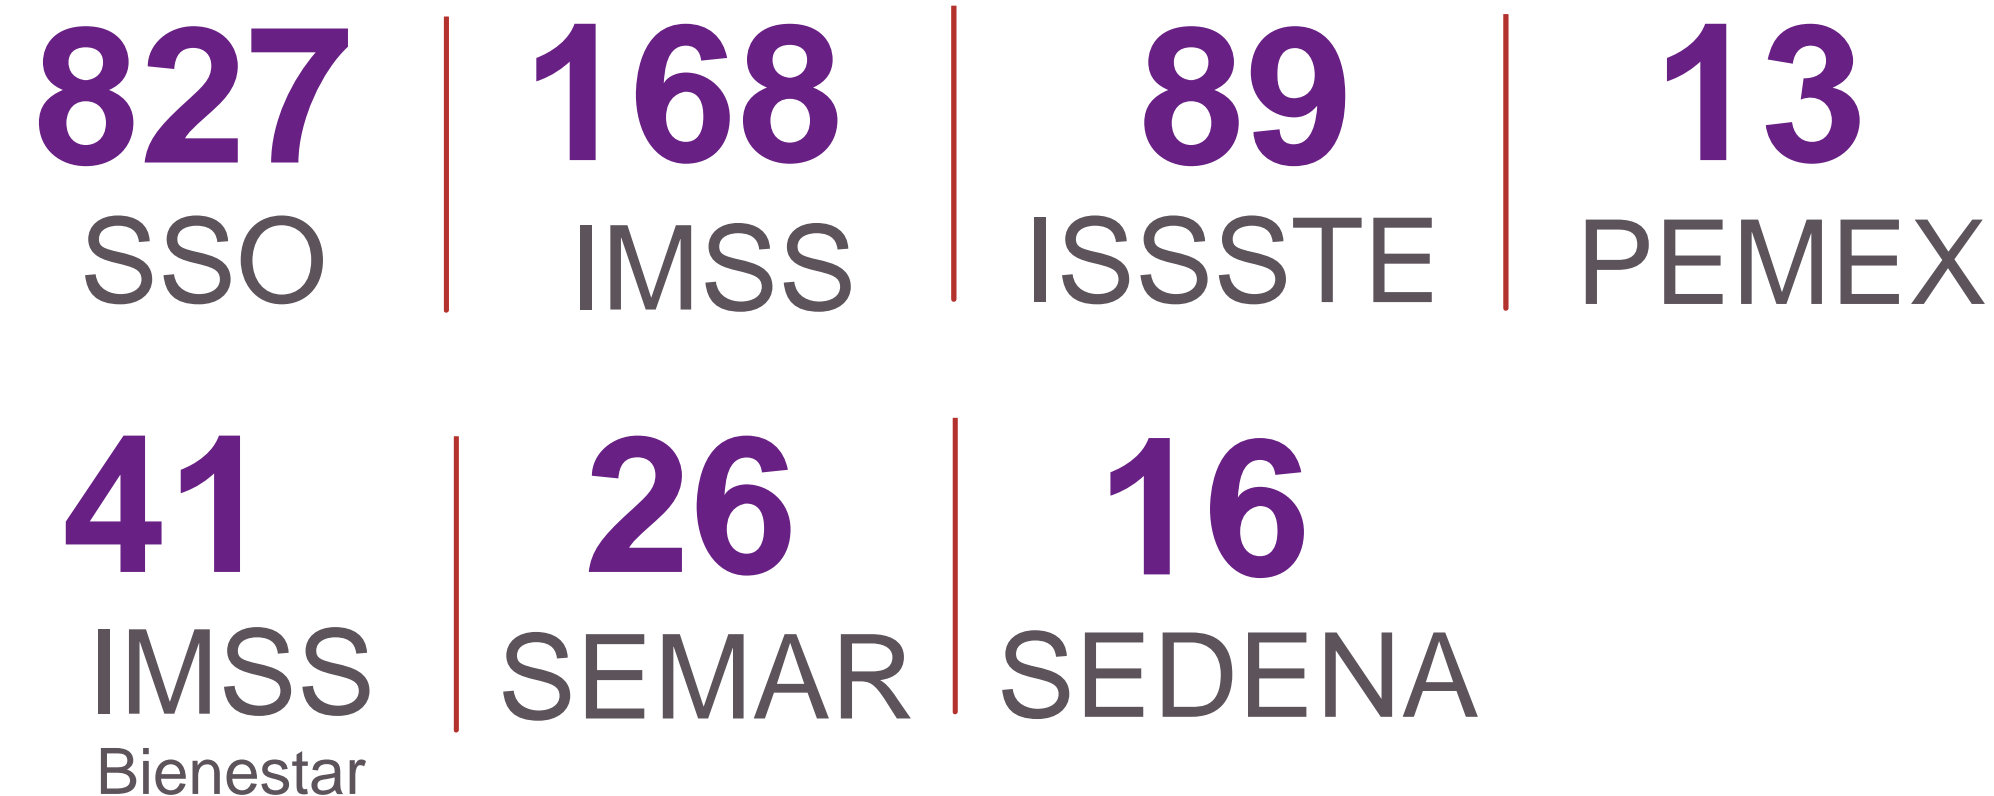 827 168 89 13
SSO IMSS ISSSTE PEMEX
41 26 16
IMSS SEMAR SEDENA
Bienestar